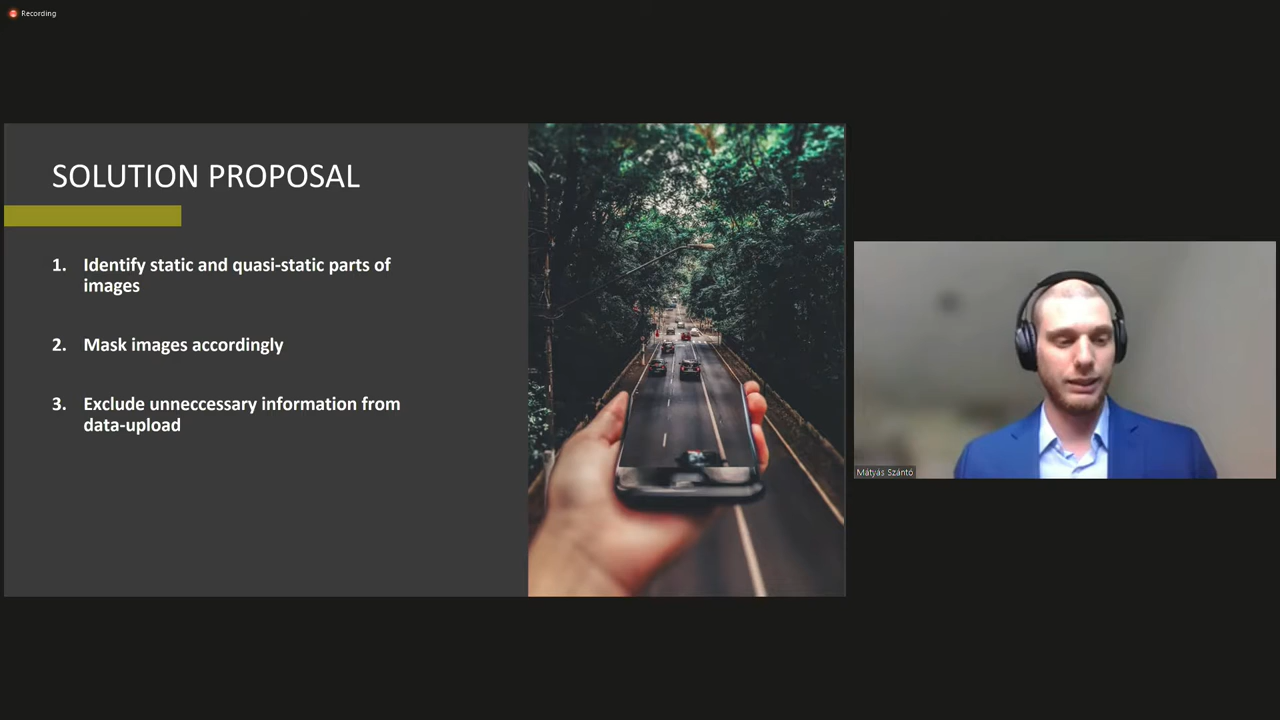 Recording
SOLUTION PROPOSAL
1. Identify static and quasi-static parts of
images
2. Mask images accordingly
3. Exclude unneccessary information from
data-upload
Mátyás Szántó